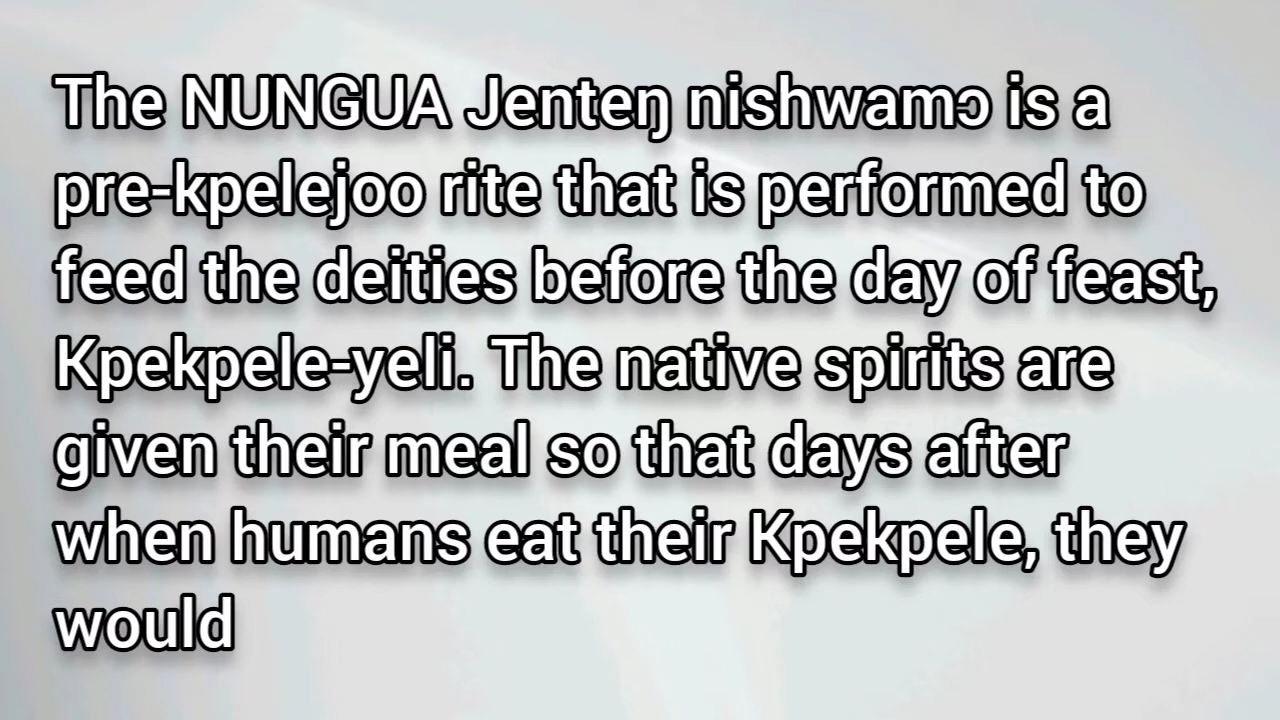 The NUNGUA Jenteŋ nishwamɔ is a
pre-kpelejoo rite that is performed to
feed the deities before the day of feast,
Kpekpele-yeli. The native spirits are
given their meal so that days after
when humans eat their Kpekpele, they
would